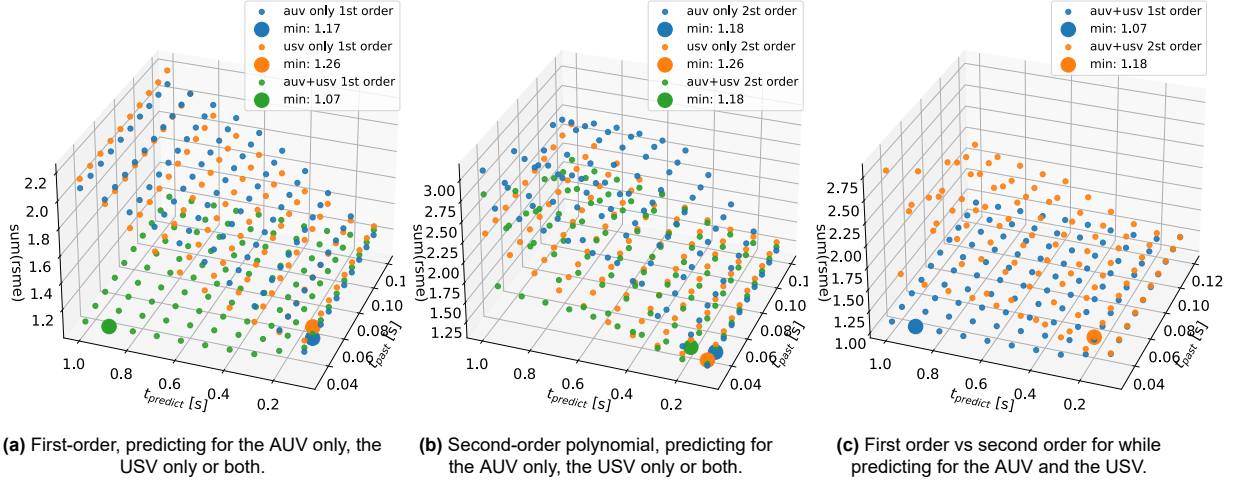 auv only 1st order
min: 1.17
usv only 1st order
min: 1.26
auv+usv 1st order
min: 1.07
2.2
2.0
1.8
1.6
1.4
1.2
sum(rsme)
1.0
0.8
0.6
0.4
0.2
t_predict [s]
0.04
0.06
0.08
0.10
0.1
t_past [s]
(a) First-order, predicting for the AUV only, the
USV only or both.
auv only 2nd order
min: 1.18
usv only 2nd order
min: 1.26
auv+usv 2nd order
min: 1.18
3.00
2.75
2.50
2.25
2.00
1.75
1.50
1.25
sum(rsme)
1.0
0.8
0.6
0.4
0.2
t_predict [s]
0.04
0.06
0.08
0.10
0.1
t_past [s]
(b) Second-order polynomial, predicting for
the AUV only, the USV only or both.
auv+usv 1st order
min: 1.07
auv+usv 2nd order
min: 1.18
2.75
2.50
2.25
2.00
1.75
1.50
1.25
1.00
sum(rsme)
1.0
0.8
0.6
0.4
0.2
t_predict [s]
0.04
0.06
0.08
0.10
0.12
t_past [s]
(c) First order vs second order for while
predicting for the AUV and the USV.